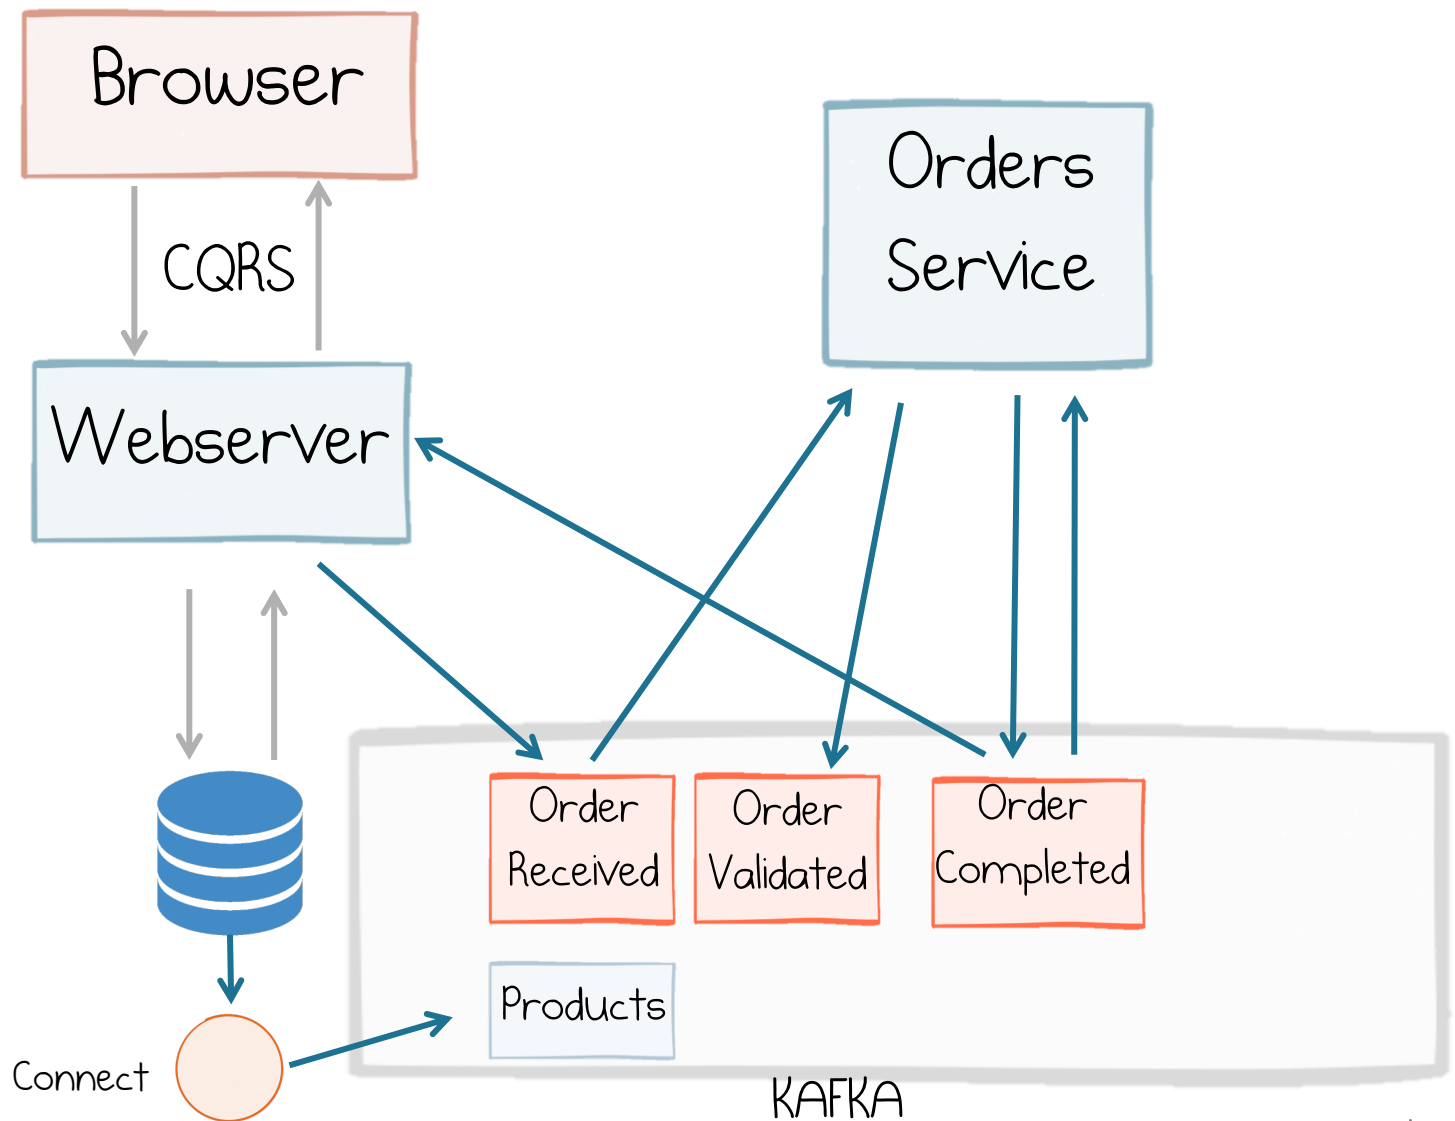 Browser
CQRS
Webserver
Orders
Service
Order
Received
Order
Validated
Order
Completed
Products
Connect
KAFKA